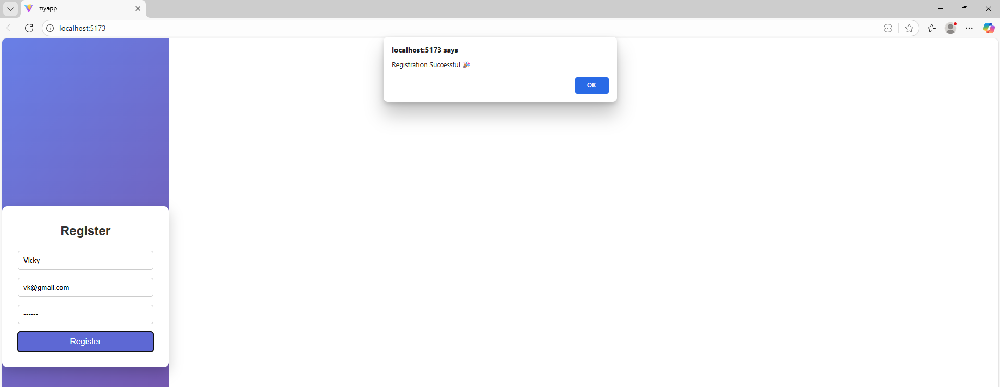 myapp
localhost:5173
localhost:5173 says
Registration Successful 🎉
OK
Register
Vicky
vk@gmail.com
••••••
Register